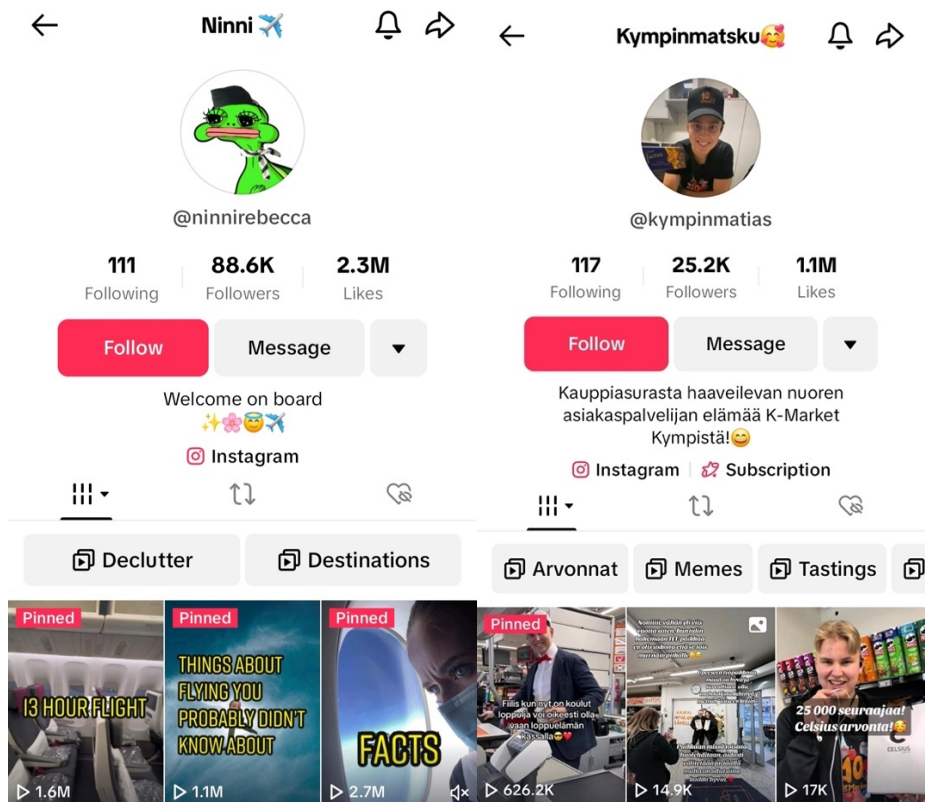 Ninni ✈️
@ninnirebecca
111
88.6K
2.3M
Following
Followers
Likes
Follow
Message
Welcome on board
✨🌸😇✈️
Instagram
Declutter
Destinations
Pinned
13 HOUR FLIGHT
1.6M
Pinned
THINGS ABOUT
FLYING YOU
PROBABLY DIDN'T
KNOW ABOUT
1.1M
Pinned
FACTS
2.7M
Kympinmatsku🥰
@kympinmatias
117
25.2K
1.1M
Following
Followers
Likes
Follow
Message
Kauppiasurasta haaveilevan nuoren
asiakaspalvelijan elämää K-Market
Kympistä!😄
Instagram
Subscription
Arvonnat
Memes
Tastings
Pinned
Fiilis kun nyt on koulut
loppu ja voi oikeesti olla
vaan loppuelämän
kassalla😎❤️
626.2K
14.9K
25 000 seuraajaa!
Celsius arvonta!🥰
CELSIUS
17K